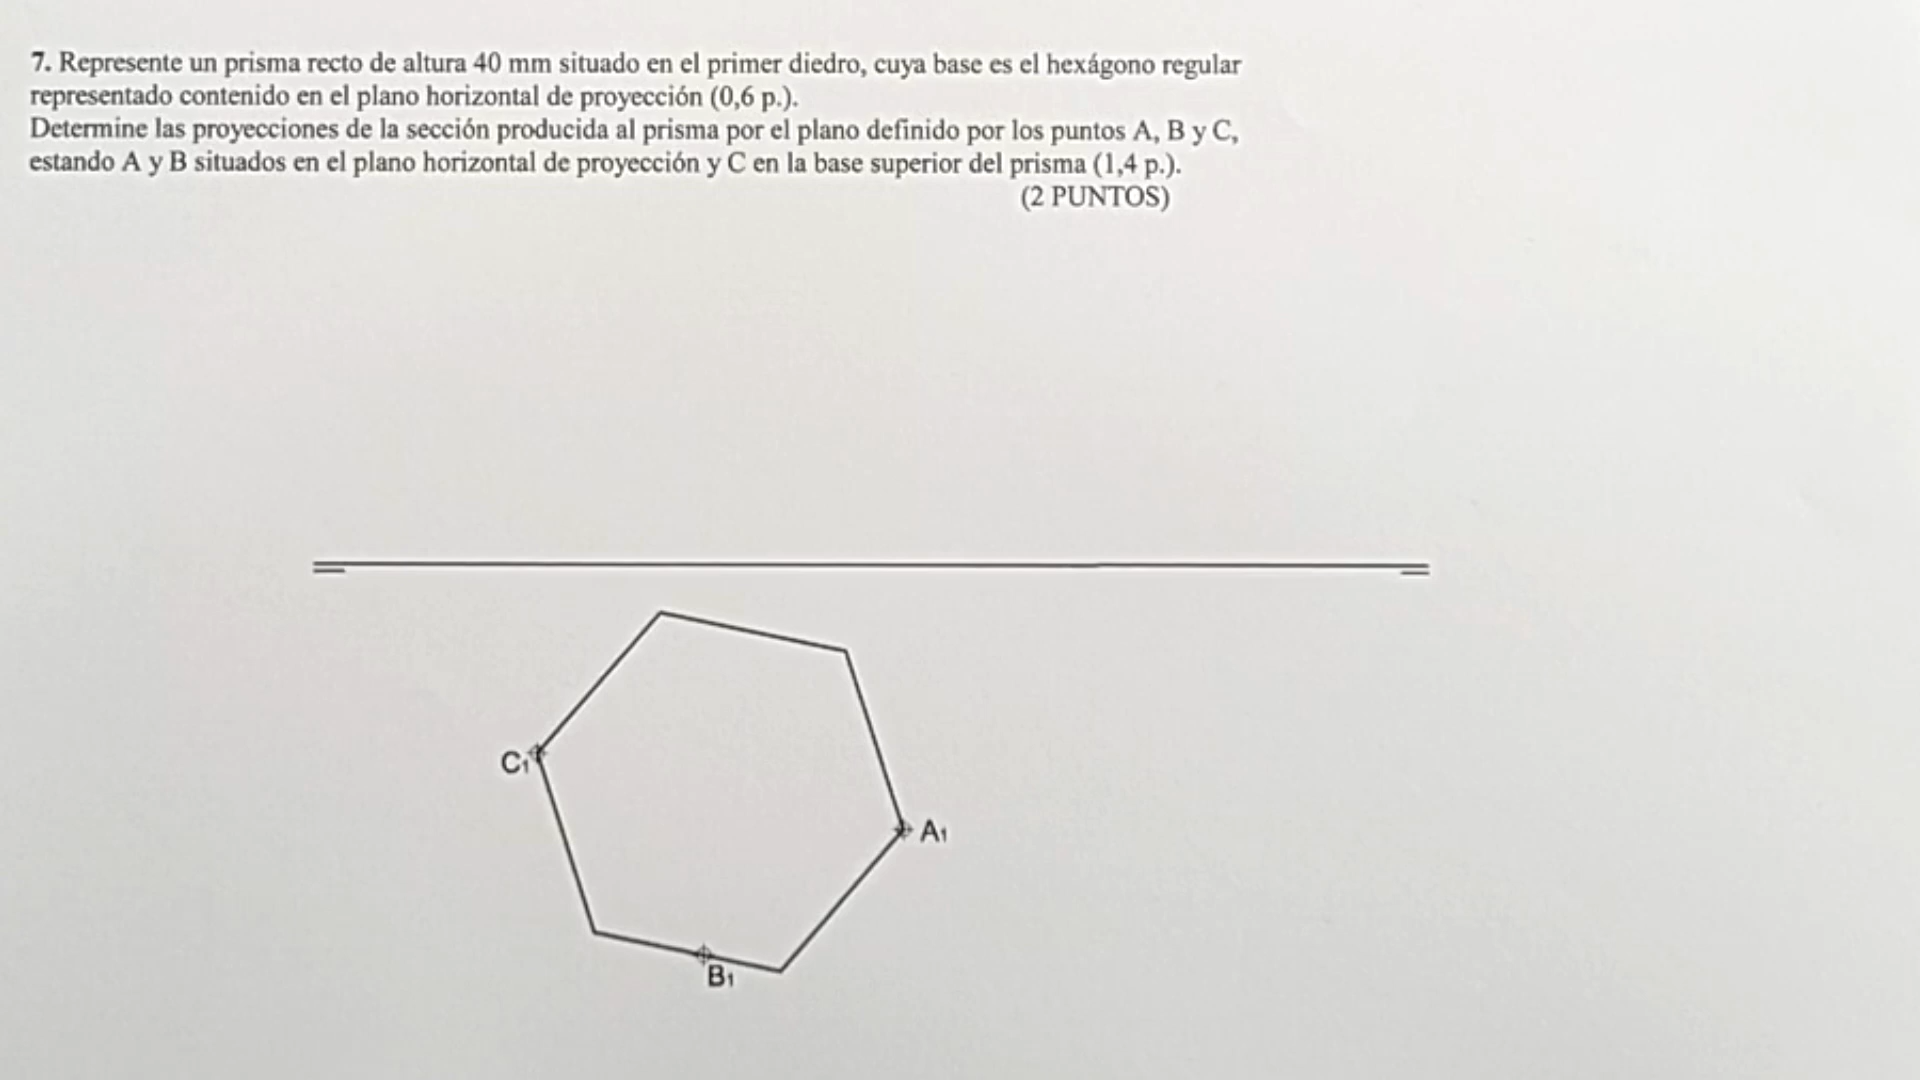 7. Represente un prisma recto de altura 40 mm situado en el primer diedro, cuya base es el hexágono regular
representado contenido en el plano horizontal de proyección (0,6 p.).
Determine las proyecciones de la sección producida al prisma por el plano definido por los puntos A, B y C,
estando A y B situados en el plano horizontal de proyección y C en la base superior del prisma (1,4 p.).
(2 PUNTOS)
C1
A1
B1